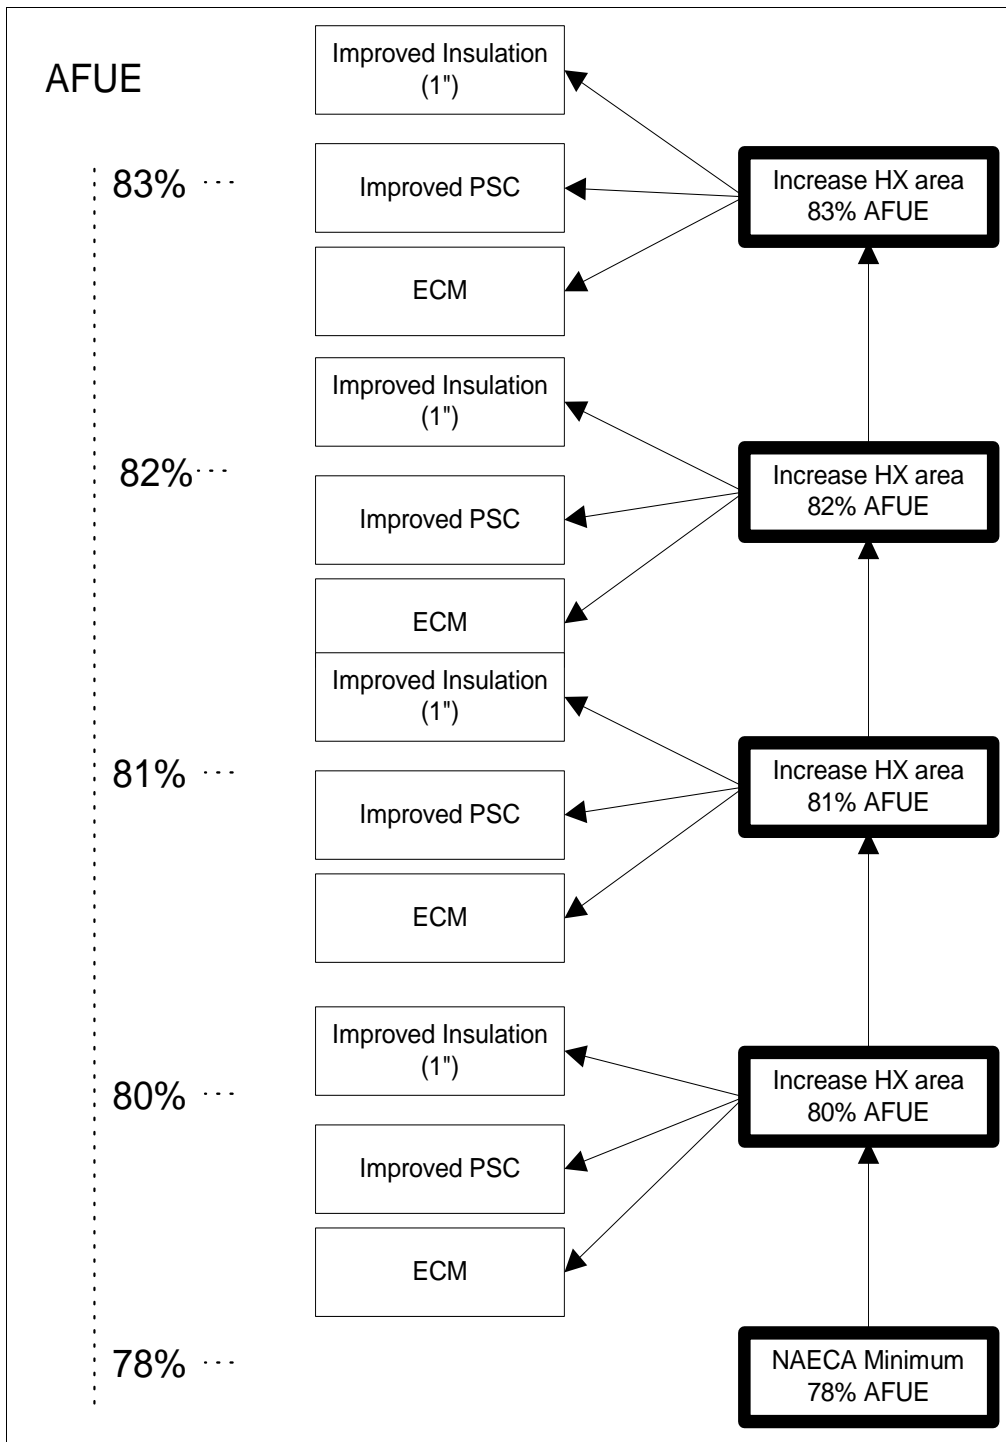 AFUE
Improved Insulation
(1")
83% ...
Improved PSC
Increase HX area
83% AFUE
ECM
Improved Insulation
(1")
82% ...
Improved PSC
Increase HX area
82% AFUE
ECM
Improved Insulation
(1")
81% ...
Improved PSC
Increase HX area
81% AFUE
ECM
Improved Insulation
(1")
80% ...
Improved PSC
Increase HX area
80% AFUE
ECM
78% ...
NAECA Minimum
78% AFUE